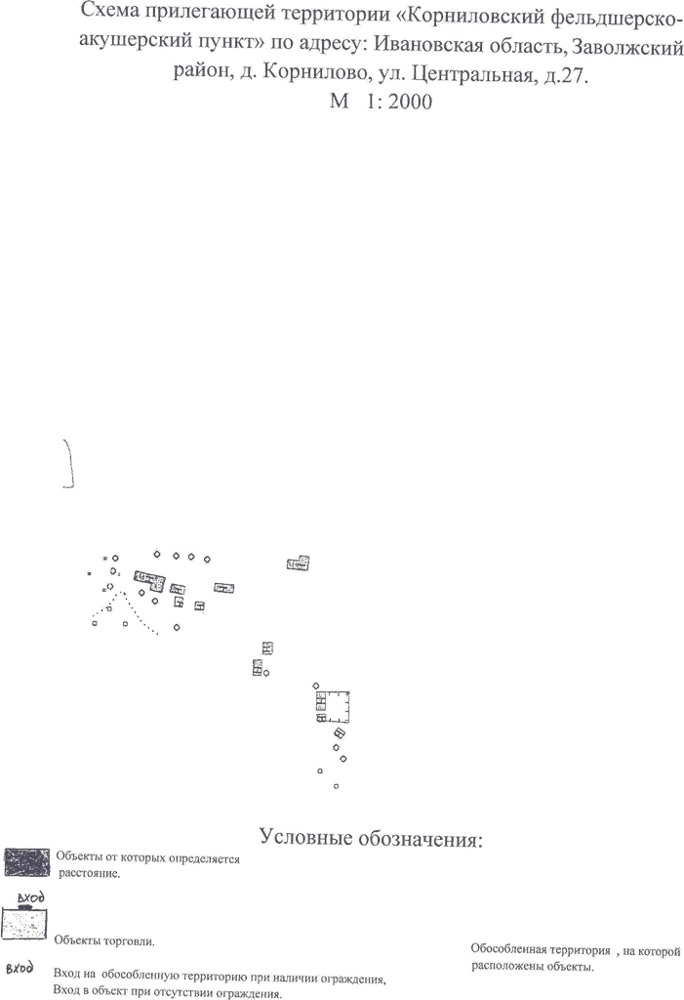 Схема прилегающей территории «Корниловский фельдшерско-
акушерский пункт» по адресу: Ивановская область, Заволжский
район, д. Корнилово, ул. Центральная, д.27.
М 1: 2000
Условные обозначения:
Объекты от которых определяется
расстояние.
вход
Объекты торговли.
Обособленная территория , на которой
расположены объекты.
вход
Вход на обособленную территорию при наличии ограждения,
Вход в объект при отсутствии ограждения.